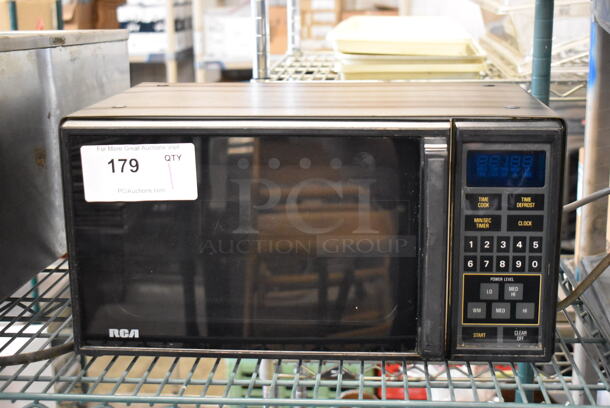 For More Great Auctions Visit
179
QTY
1
PCIAuctions.com
PCI
AUCTION GROUP
RCA
TIME COOK
TIME DEFROST
MIN/SEC TIMER
CLOCK
1 2 3 4 5
6 7 8 9 0
POWER LEVEL
LO
MED HI
WM
MED
HI
START
CLEAR OFF